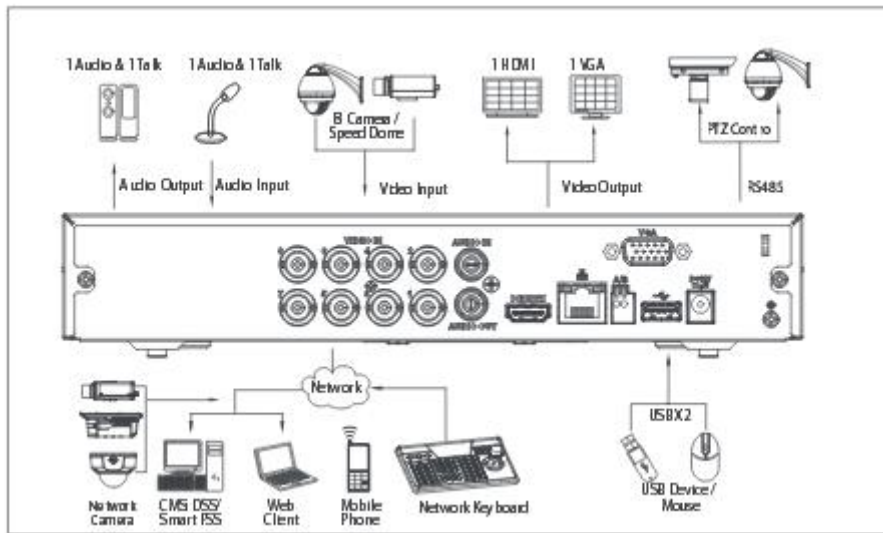 1 Audio & 1 Talk
1 Audio & 1 Talk
8 Camera /
Speed Dome
1 HDMI
1 VGA
PTZ Control
Audio Output
Audio Input
Video Input
Video Output
RS485
VIDEO IN
AUDIO IN
VGA
HDMI
A B
AUDIO OUT
Network
USB X 2
Network
Camera
CMS/ DSS/
Smart PSS
Web
Client
Mobile
Phone
Network Keyboard
USB Device /
Mouse